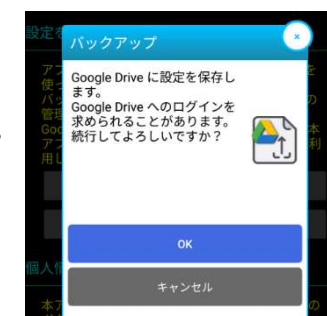 設定を
バックアップ
Google Drive に設定を保存し
ます。
Google Drive へのログインを
求められることがあります。
続行してよろしいですか？
OK
キャンセル
個人情